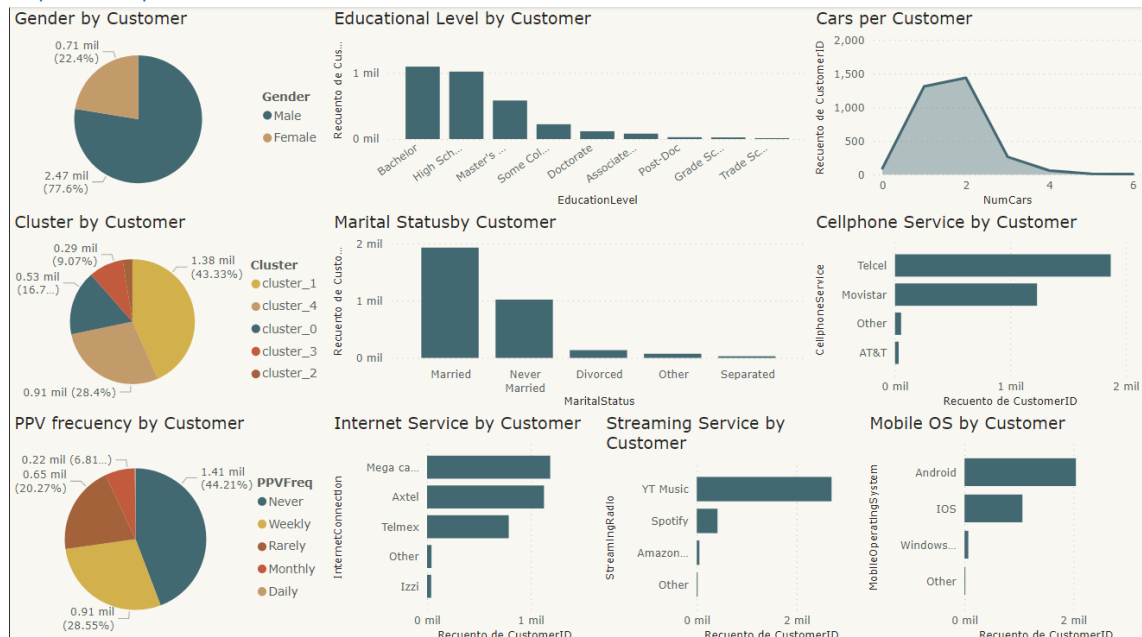 Gender by Customer
0.71 mil
(22.4%)
2.47 mil
(77.6%)
Gender
Male
Female
Educational Level by Customer
Recuento de Cus...
1 mil
0 mil
Bachelor
High Sch...
Master's ...
Some Col...
Doctorate
Associate...
Post-Doc
Grade Sc...
Trade Sc...
EducationLevel
Cars per Customer
Recuento de CustomerID
2,000
1,500
1,000
500
0
0
2
4
6
NumCars
Cluster by Customer
0.29 mil
(9.07%)
0.53 mil
(16.7...)
0.91 mil (28.4%)
1.38 mil
(43.33%)
Cluster
cluster_1
cluster_4
cluster_0
cluster_3
cluster_2
Marital Statusby Customer
Recuento de Custo...
2 mil
1 mil
0 mil
Married
Never
Married
Divorced
Other
Separated
MaritalStatus
Cellphone Service by Customer
CellphoneService
Telcel
Movistar
Other
AT&T
0 mil
1 mil
2 mil
Recuento de CustomerID
PPV frecuency by Customer
0.22 mil (6.81...)
0.65 mil
(20.27%)
0.91 mil
(28.55%)
1.41 mil
(44.21%)
PPVFreq
Never
Weekly
Rarely
Monthly
Daily
Internet Service by Customer
InternetConnection
Mega ca...
Axtel
Telmex
Other
Izzi
0 mil
1 mil
Recuento de CustomerID
Streaming Service by
Customer
StreamingRadio
YT Music
Spotify
Amazon...
Other
0 mil
2 mil
Recuento de CustomerID
Mobile OS by Customer
MobileOperatingSystem
Android
IOS
Windows...
Other
0 mil
2 mil
Recuento de CustomerID